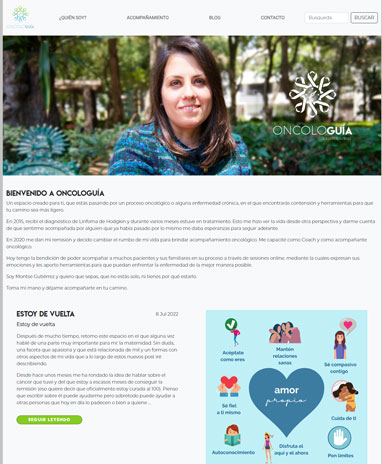 ¿QUIÉN SOY?
ACOMPAÑAMIENTO
BLOG
CONTACTO
Busqueda
BUSCAR
ONCOLOGUÍA
ONCOLOGUÍA
BIENVENIDO A ONCOLOGUÍA
Un espacio creado para ti, que estás pasando por un proceso oncológico o alguna enfermedad crónica, en el que encontrarás contención y herramientas para que
tu camino sea más ligero.
En 2015, recibí el diagnóstico de Linfoma de Hodgkin y durante varios meses estuve en tratamiento. Esto me hizo ver la vida desde otra perspectiva y darme cuenta
de que sentirme acompañada por alguien que ya había pasado por lo mismo me daba esperanzas para seguir adelante.
En 2020 me dan mi remisión y decido cambiar el rumbo de mi vida para brindar acompañamiento oncológico. Me capacité como Coach y como acompañante
oncológico.
Hoy tengo la bendición de poder acompañar a muchos pacientes y sus familiares en su proceso a través de sesiones online, mediante la cuales expresan sus
emociones y les aporto herramientas para que puedan enfrentar la enfermedad de la mejor manera posible.
Soy Montse Gutiérrez y quiero que sepas, que no estás solo, lo tienes por qué estarlo.
Toma mi mano y déjame acompañarte en tu camino.
ESTOY DE VUELTA
8 Jul 2022
Estoy de vuelta
Después de mucho tiempo, retomo este espacio en el que alguna vez
hablé de una parte muy importante para mí: la maternidad. Sin duda,
una faceta que apasiona y que está relacionada de mil y un formas con
otros aspectos de mi vida que a lo largo de estos nuevos post iré
describiendo.
Desde hace unos meses me ha rondado la idea de hablar sobre el
cáncer que tuve y del que estoy a escasos meses de conseguir la
remisión (eso quiere decir que oficialmente estoy curada al 100). Pienso
que escribir sobre él puede ayudarme pero sobretodo puede ayudar a
otras personas que hoy en día lo padecen o bien a quiene ...
SEGUIR LEYENDO
Acéptate
como eres
Mantén
relaciones
sanas
Sé compasivo
contigo
amor
propio
Sé fiel
a ti mismo
Cuida de ti
Autoconocimiento
Disfruta el
aquí y el ahora
Pon límites